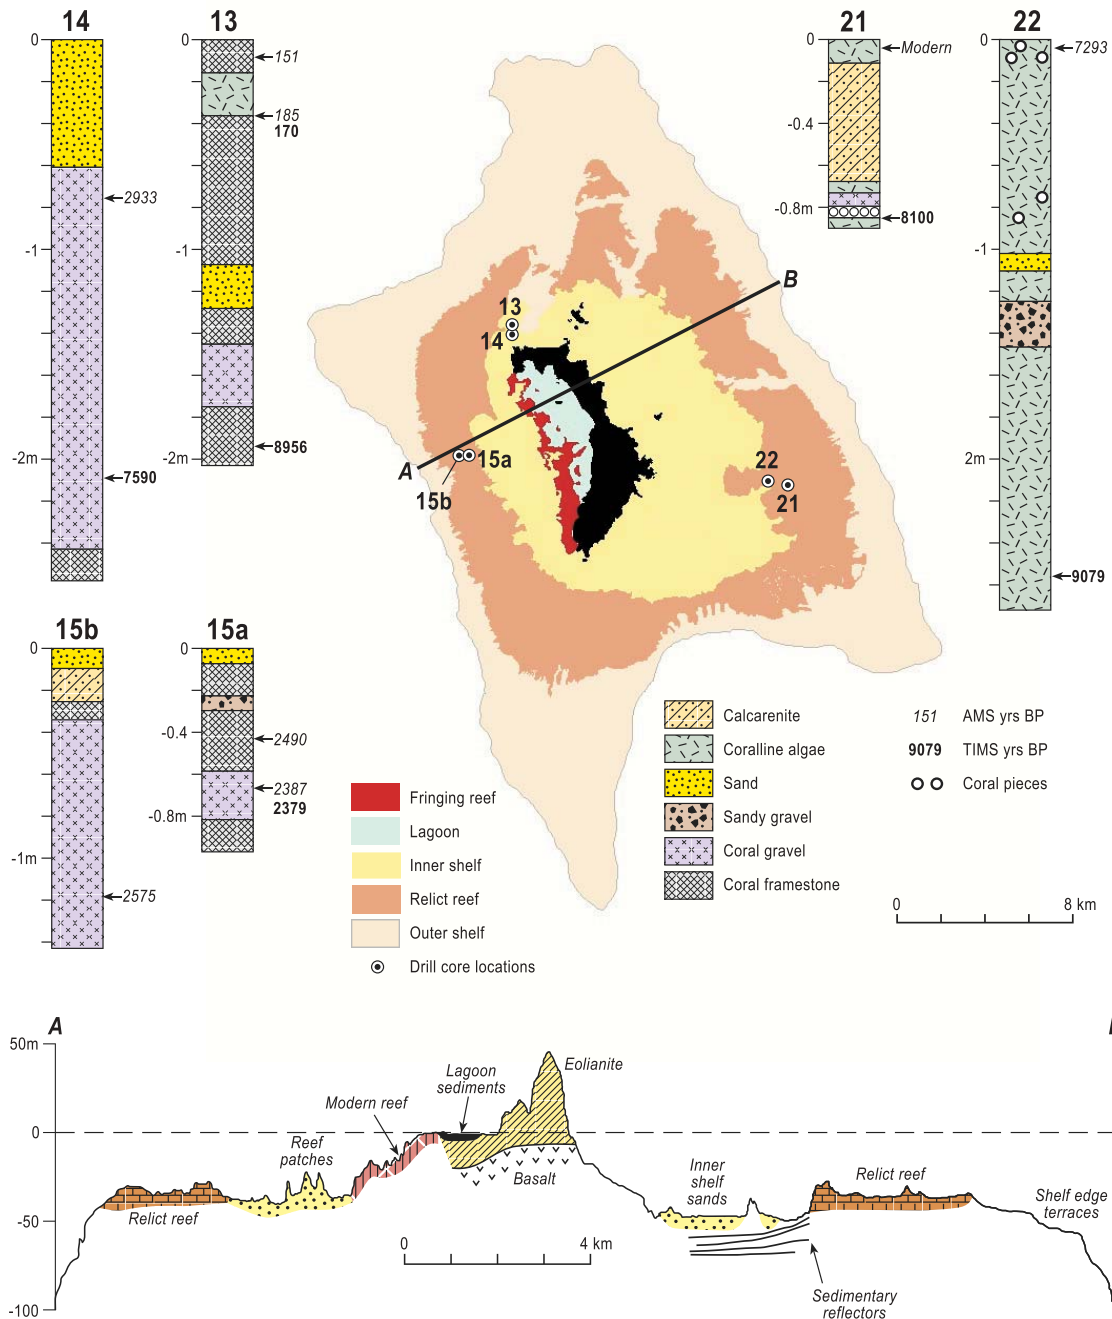 14
13
21
22
0
-1
-2m
2933
7590
0
-1
-2m
151
185
170
8956
0
-0.4
-0.8m
Modern
8100
0
1
2m
7293
9079
B
13
14
A
15a
15b
22
21
15b
15a
0
-1m
2575
0
-0.4
-0.8m
2490
2387
2379
Fringing reef
Lagoon
Inner shelf
Relict reef
Outer shelf
Drill core locations
Calcarenite
Coralline algae
Sand
Sandy gravel
Coral gravel
Coral framestone
151 AMS yrs BP
9079 TIMS yrs BP
Coral pieces
0 8 km
A
50m
0
-50
-100
Relict reef
Reef
patches
Modern reef
Lagoon
sediments
Eolianite
Basalt
0 4 km
Inner
shelf
sands
Relict reef
Shelf edge
terraces
Sedimentary
reflectors